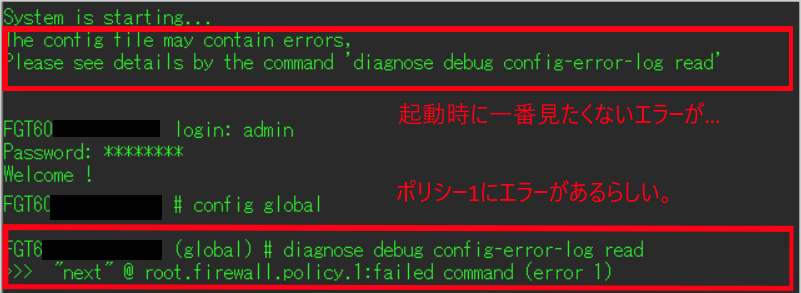 System is starting...
The config file may contain errors,
Please see details by the command 'diagnose debug config-error-log read'
起動時に一番見たくないエラーが...
FGT60 login: admin
Password: ********
Welcome !
ポリシー1にエラーがあるらしい。
FGT60 # config global
FGT6 (global) # diagnose debug config-error-log read
>>> "next" @ root.firewall.policy.1:failed command (error 1)